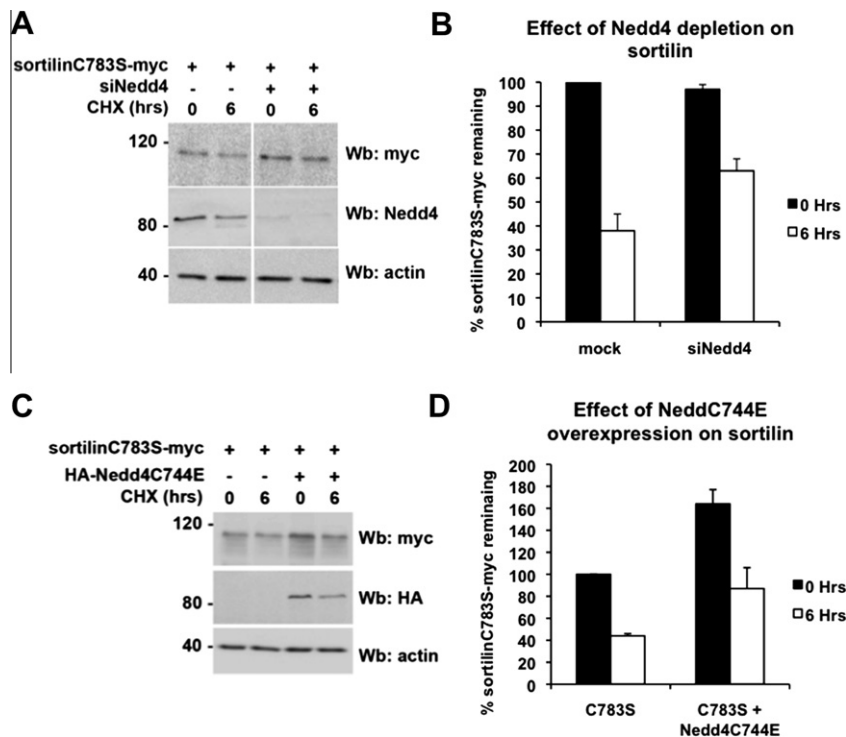 A
sortilinC783S-myc + + + +
siNedd4 - - + +
CHX (hrs) 0 6 0 6
120
Wb: myc
80
Wb: Nedd4
40
Wb: actin
B
Effect of Nedd4 depletion on
sortilin
% sortilinC783S-myc remaining
100
90
80
70
60
50
40
30
20
10
0
mock
siNedd4
0 Hrs
6 Hrs
C
sortilinC783S-myc + + + +
HA-Nedd4C744E - - + +
CHX (hrs) 0 6 0 6
120
Wb: myc
80
Wb: HA
40
Wb: actin
D
Effect of NeddC744E
overexpression on sortilin
% sortilinC783S-myc reminaing
200
180
160
140
120
100
80
60
40
20
0
C783S
C783S +
Nedd4C744E
0 Hrs
6 Hrs